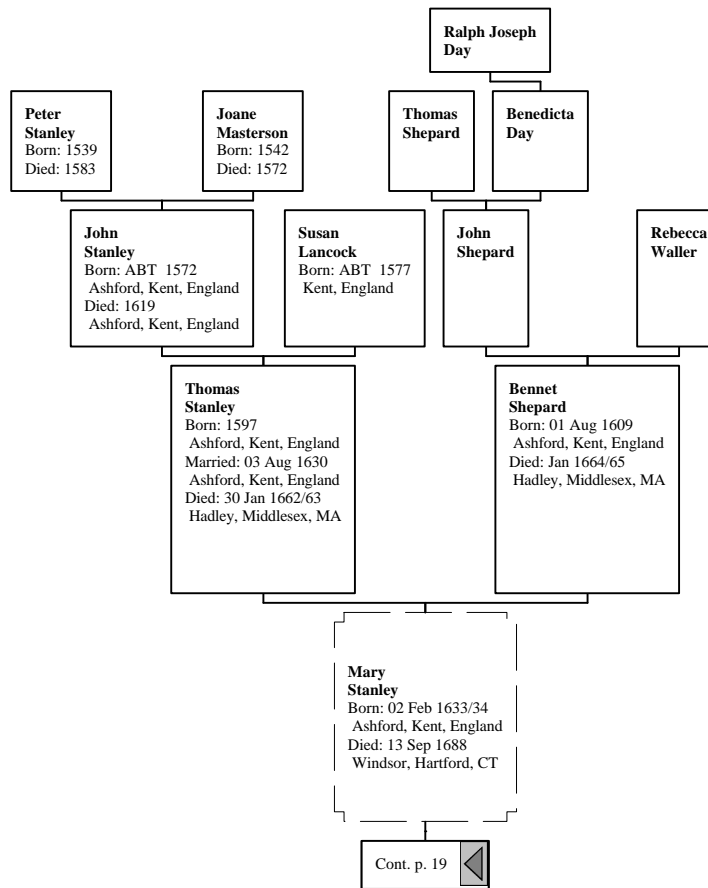 Ralph Joseph
Day
Peter
Stanley
Born: 1539
Died: 1583
Joane
Masterson
Born: 1542
Died: 1572
Thomas
Shepard
Benedicta
Day
John
Stanley
Born: ABT 1572
Ashford, Kent, England
Died: 1619
Ashford, Kent, England
Susan
Lancock
Born: ABT 1577
Kent, England
John
Shepard
Rebecca
Waller
Thomas
Stanley
Born: 1597
Ashford, Kent, England
Married: 03 Aug 1630
Ashford, Kent, England
Died: 30 Jan 1662/63
Hadley, Middlesex, MA
Bennet
Shepard
Born: 01 Aug 1609
Ashford, Kent, England
Died: Jan 1664/65
Hadley, Middlesex, MA
Mary
Stanley
Born: 02 Feb 1633/34
Ashford, Kent, England
Died: 13 Sep 1688
Windsor, Hartford, CT
Cont. p. 19